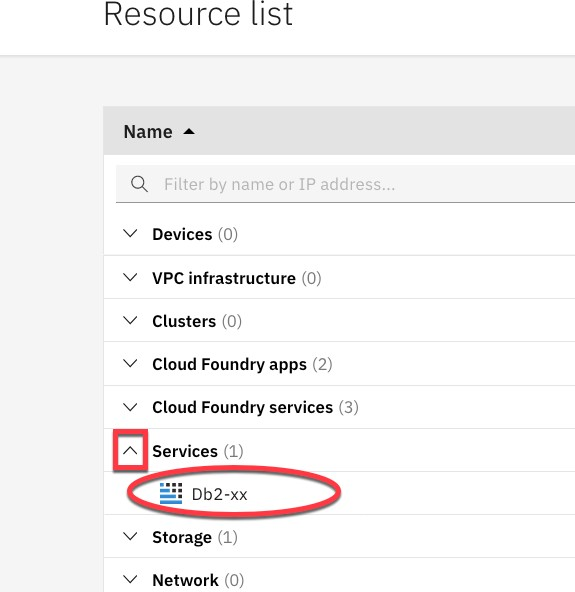 Resource list
Name
Filter by name or IP address...
Devices (0)
VPC infrastructure (0)
Clusters (0)
Cloud Foundry apps (2)
Cloud Foundry services (3)
Services (1)
Db2-xx
Storage (1)
Network (0)